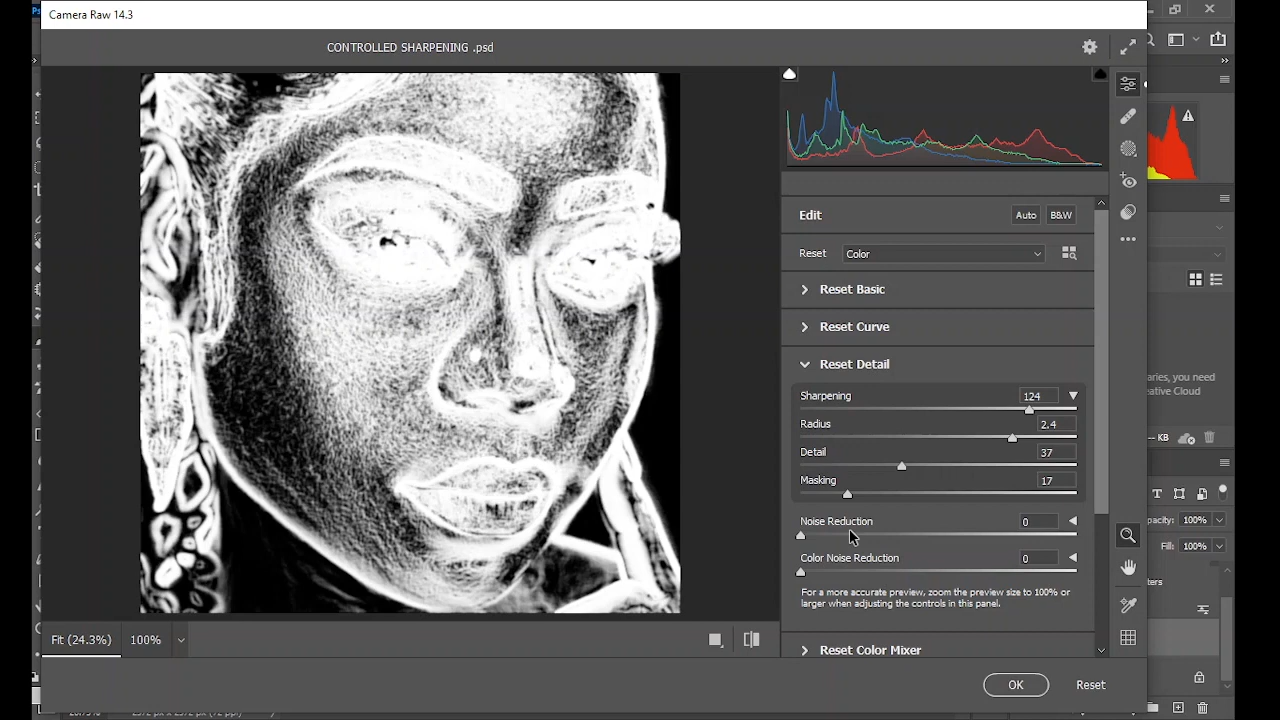 Camera Raw 14.3
CONTROLLED SHARPENING .psd
Edit
Auto
B&W
Reset
Color
Reset Basic
Reset Curve
Reset Detail
Sharpening
124
Radius
2.4
Detail
37
Masking
17
Noise Reduction
0
Color Noise Reduction
0
For a more accurate preview, zoom the preview size to 100% or
larger when adjusting the controls in this panel.
Reset Color Mixer
Fit (24.3%)
100%
OK
Reset
aries, you need
eative Cloud
-- KB
pacity: 100%
Fill: 100%
ters